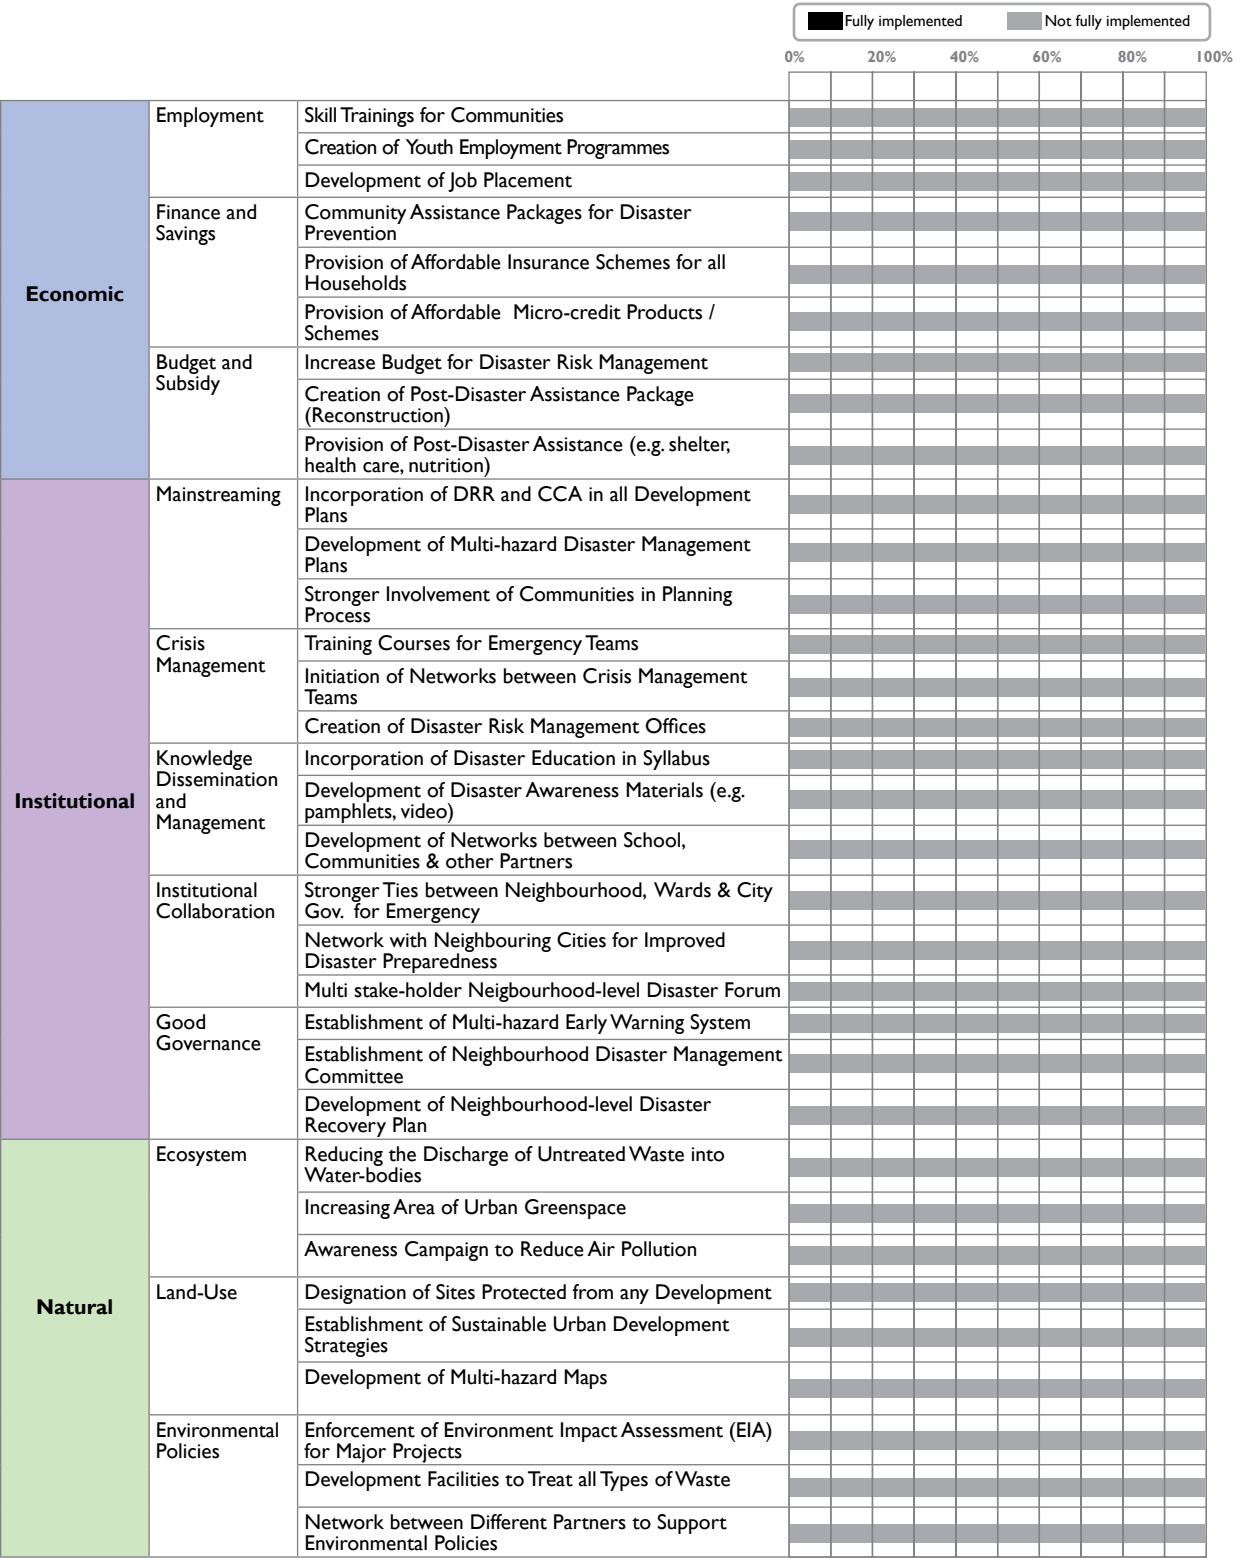 Fully implemented
Not fully implemented
0% 20% 40% 60% 80% 100%
Economic
Employment
Skill Trainings for Communities
Creation of Youth Employment Programmes
Development of Job Placement
Finance and
Savings
Community Assistance Packages for Disaster
Prevention
Provision of Affordable Insurance Schemes for all
Households
Provision of Affordable Micro-credit Products /
Schemes
Budget and
Subsidy
Increase Budget for Disaster Risk Management
Creation of Post-Disaster Assistance Package
(Reconstruction)
Provision of Post-Disaster Assistance (e.g. shelter,
health care, nutrition)
Institutional
Mainstreaming
Incorporation of DRR and CCA in all Development
Plans
Development of Multi-hazard Disaster Management
Plans
Stronger Involvement of Communities in Planning
Process
Crisis
Management
Training Courses for Emergency Teams
Initiation of Networks between Crisis Management
Teams
Creation of Disaster Risk Management Offices
Knowledge
Dissemination
and
Management
Incorporation of Disaster Education in Syllabus
Development of Disaster Awareness Materials (e.g.
pamphlets, video)
Development of Networks between School,
Communities & other Partners
Institutional
Collaboration
Stronger Ties between Neighbourhood, Wards & City
Gov. for Emergency
Network with Neighbouring Cities for Improved
Disaster Preparedness
Multi stake-holder Neigbourhood-level Disaster Forum
Good
Governance
Establishment of Multi-hazard Early Warning System
Establishment of Neighbourhood Disaster Management
Committee
Development of Neighbourhood-level Disaster
Recovery Plan
Natural
Ecosystem
Reducing the Discharge of Untreated Waste into
Water-bodies
Increasing Area of Urban Greenspace
Awareness Campaign to Reduce Air Pollution
Land-Use
Designation of Sites Protected from any Development
Establishment of Sustainable Urban Development
Strategies
Development of Multi-hazard Maps
Environmental
Policies
Enforcement of Environment Impact Assessment (EIA)
for Major Projects
Development Facilities to Treat all Types of Waste
Network between Different Partners to Support
Environmental Policies